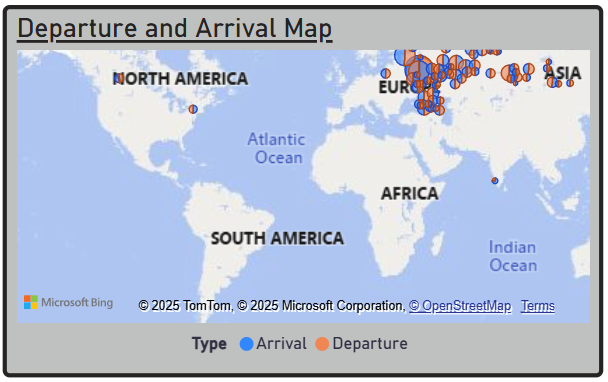 Departure and Arrival Map
NORTH AMERICA
EUROPE
ASIA
Atlantic
Ocean
AFRICA
SOUTH AMERICA
Indian
Ocean
Microsoft Bing
© 2025 TomTom, © 2025 Microsoft Corporation, © OpenStreetMap Terms
Type Arrival Departure